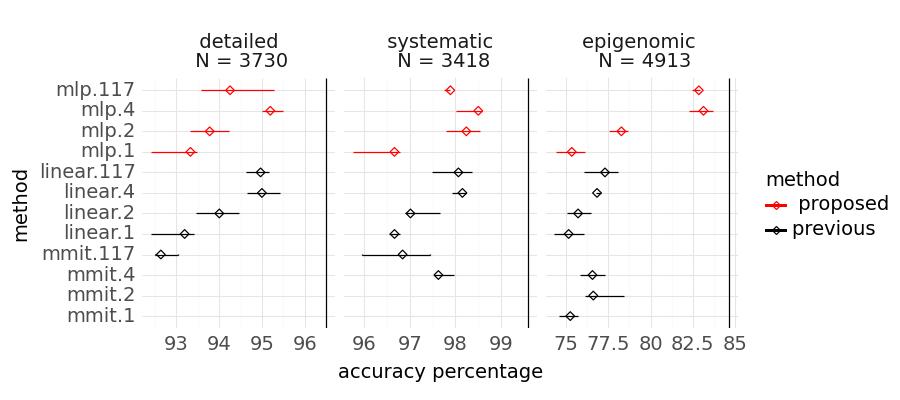 detailed
N = 3730
systematic
N = 3418
epigenomic
N = 4913
method
mlp.117
mlp.4
mlp.2
mlp.1
linear.117
linear.4
linear.2
linear.1
mmit.117
mmit.4
mmit.2
mmit.1
93 94 95 96
96 97 98 99
75 77.5 80 82.5 85
accuracy percentage
method
proposed
previous